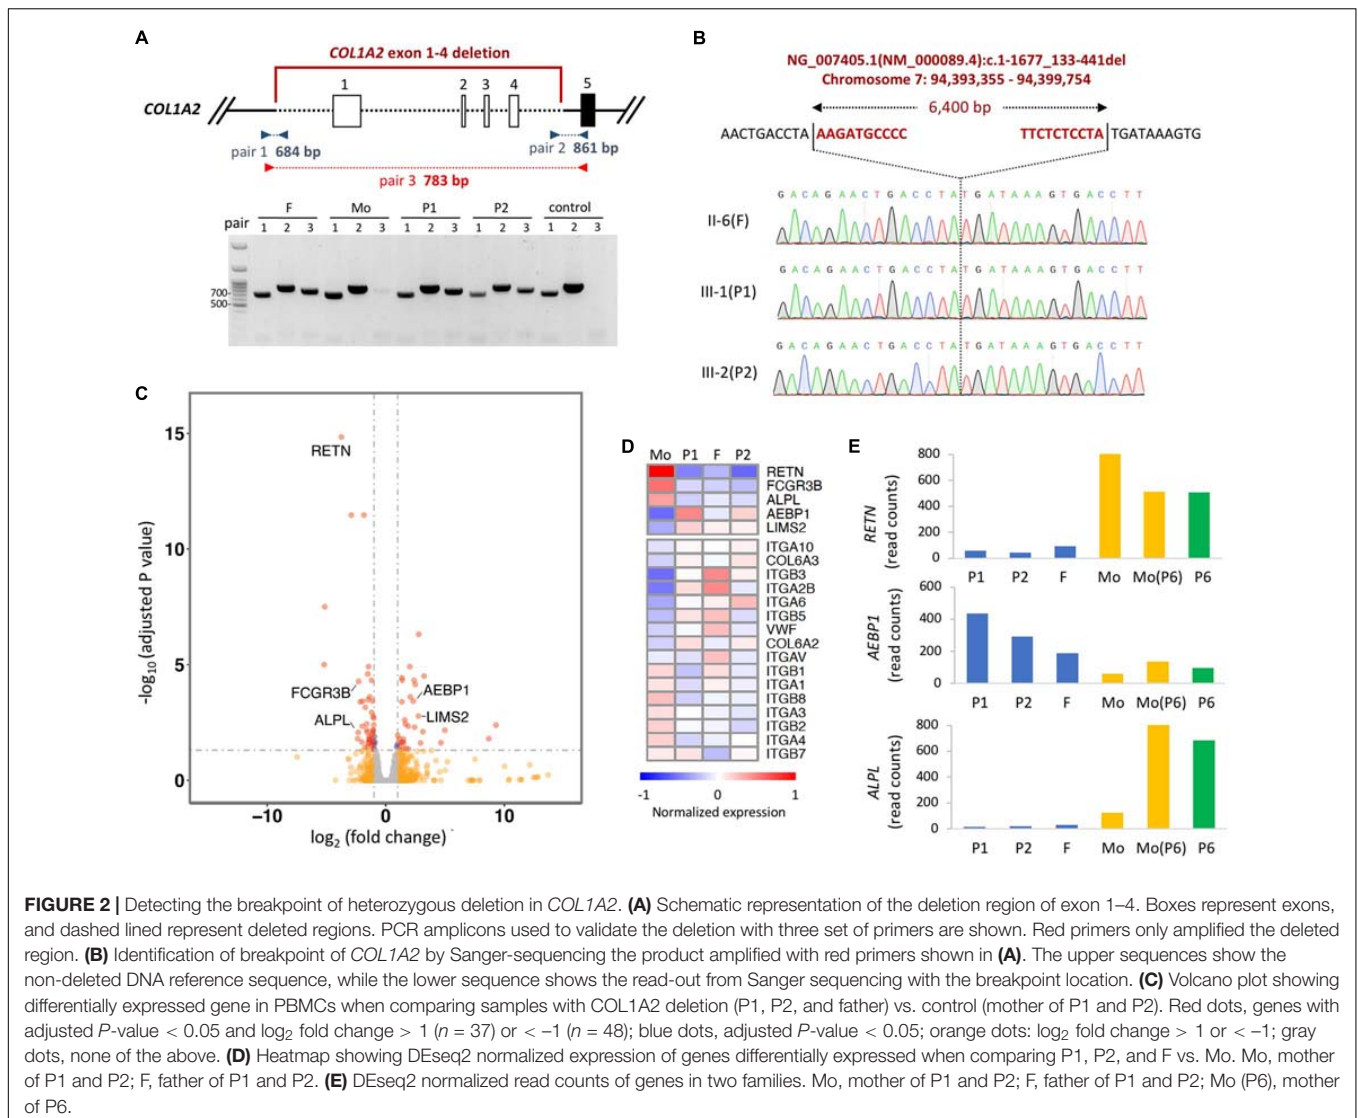 A
COL1A2 exon 1-4 deletion
1 2 3 4 5
COL1A2
pair 1 684 bp
pair 2 861 bp
pair 3 783 bp
F Mo P1 P2 control
pair 1 2 3 1 2 3 1 2 3 1 2 3 1 2 3
700-
500-
B
NG_007405.1(NM_000089.4):c.1-1677_133-441del
Chromosome 7: 94,393,355 - 94,399,754
6,400 bp
AACTGACCTA AAGATGCCCC TTCTCTCCTA TGATAAAGTG
G A C A G A A C T G A C C T A T G A T A A A G T G A C C T T
II-6(F)
G A C A G A A C T G A C C T A T G A T A A A G T G A C C T T
III-1(P1)
G A C A G A A C T G A C C T A T G A T A A A G T G A C C T T
III-2(P2)
C
-log10 (adjusted P value)
15
10
5
0
RETN
FCGR3B
AEBP1
ALPL
LIMS2
-10 0 10
log2 (fold change)
D
Mo P1 F P2
RETN
FCGR3B
ALPL
AEBP1
LIMS2
ITGA10
COL6A3
ITGB3
ITGA2B
ITGA6
ITGB5
VWF
COL6A2
ITGAV
ITGB1
ITGA1
ITGB8
ITGA3
ITGB2
ITGA4
ITGB7
-1 0 1
Normalized expression
E
RETN
(read counts)
800
600
400
200
0
P1 P2 F Mo Mo(P6) P6
AEBP1
(read counts)
600
400
200
0
P1 P2 F Mo Mo(P6) P6
ALPL
(read counts)
800
600
400
200
0
P1 P2 F Mo Mo(P6) P6
FIGURE 2 | Detecting the breakpoint of heterozygous deletion in COL1A2. (A) Schematic representation of the deletion region of exon 1–4. Boxes represent exons,
and dashed lined represent deleted regions. PCR amplicons used to validate the deletion with three set of primers are shown. Red primers only amplified the deleted
region. (B) Identification of breakpoint of COL1A2 by Sanger-sequencing the product amplified with red primers shown in (A). The upper sequences show the
non-deleted DNA reference sequence, while the lower sequence shows the read-out from Sanger sequencing with the breakpoint location. (C) Volcano plot showing
differentially expressed gene in PBMCs when comparing samples with COL1A2 deletion (P1, P2, and father) vs. control (mother of P1 and P2). Red dots, genes with
adjusted P-value < 0.05 and log2 fold change > 1 (n = 37) or < –1 (n = 48); blue dots, adjusted P-value < 0.05; orange dots: log2 fold change > 1 or < –1; gray
dots, none of the above. (D) Heatmap showing DEseq2 normalized expression of genes differentially expressed when comparing P1, P2, and F vs. Mo. Mo, mother
of P1 and P2; F, father of P1 and P2. (E) DEseq2 normalized read counts of genes in two families. Mo, mother of P1 and P2; F, father of P1 and P2; Mo (P6), mother
of P6.